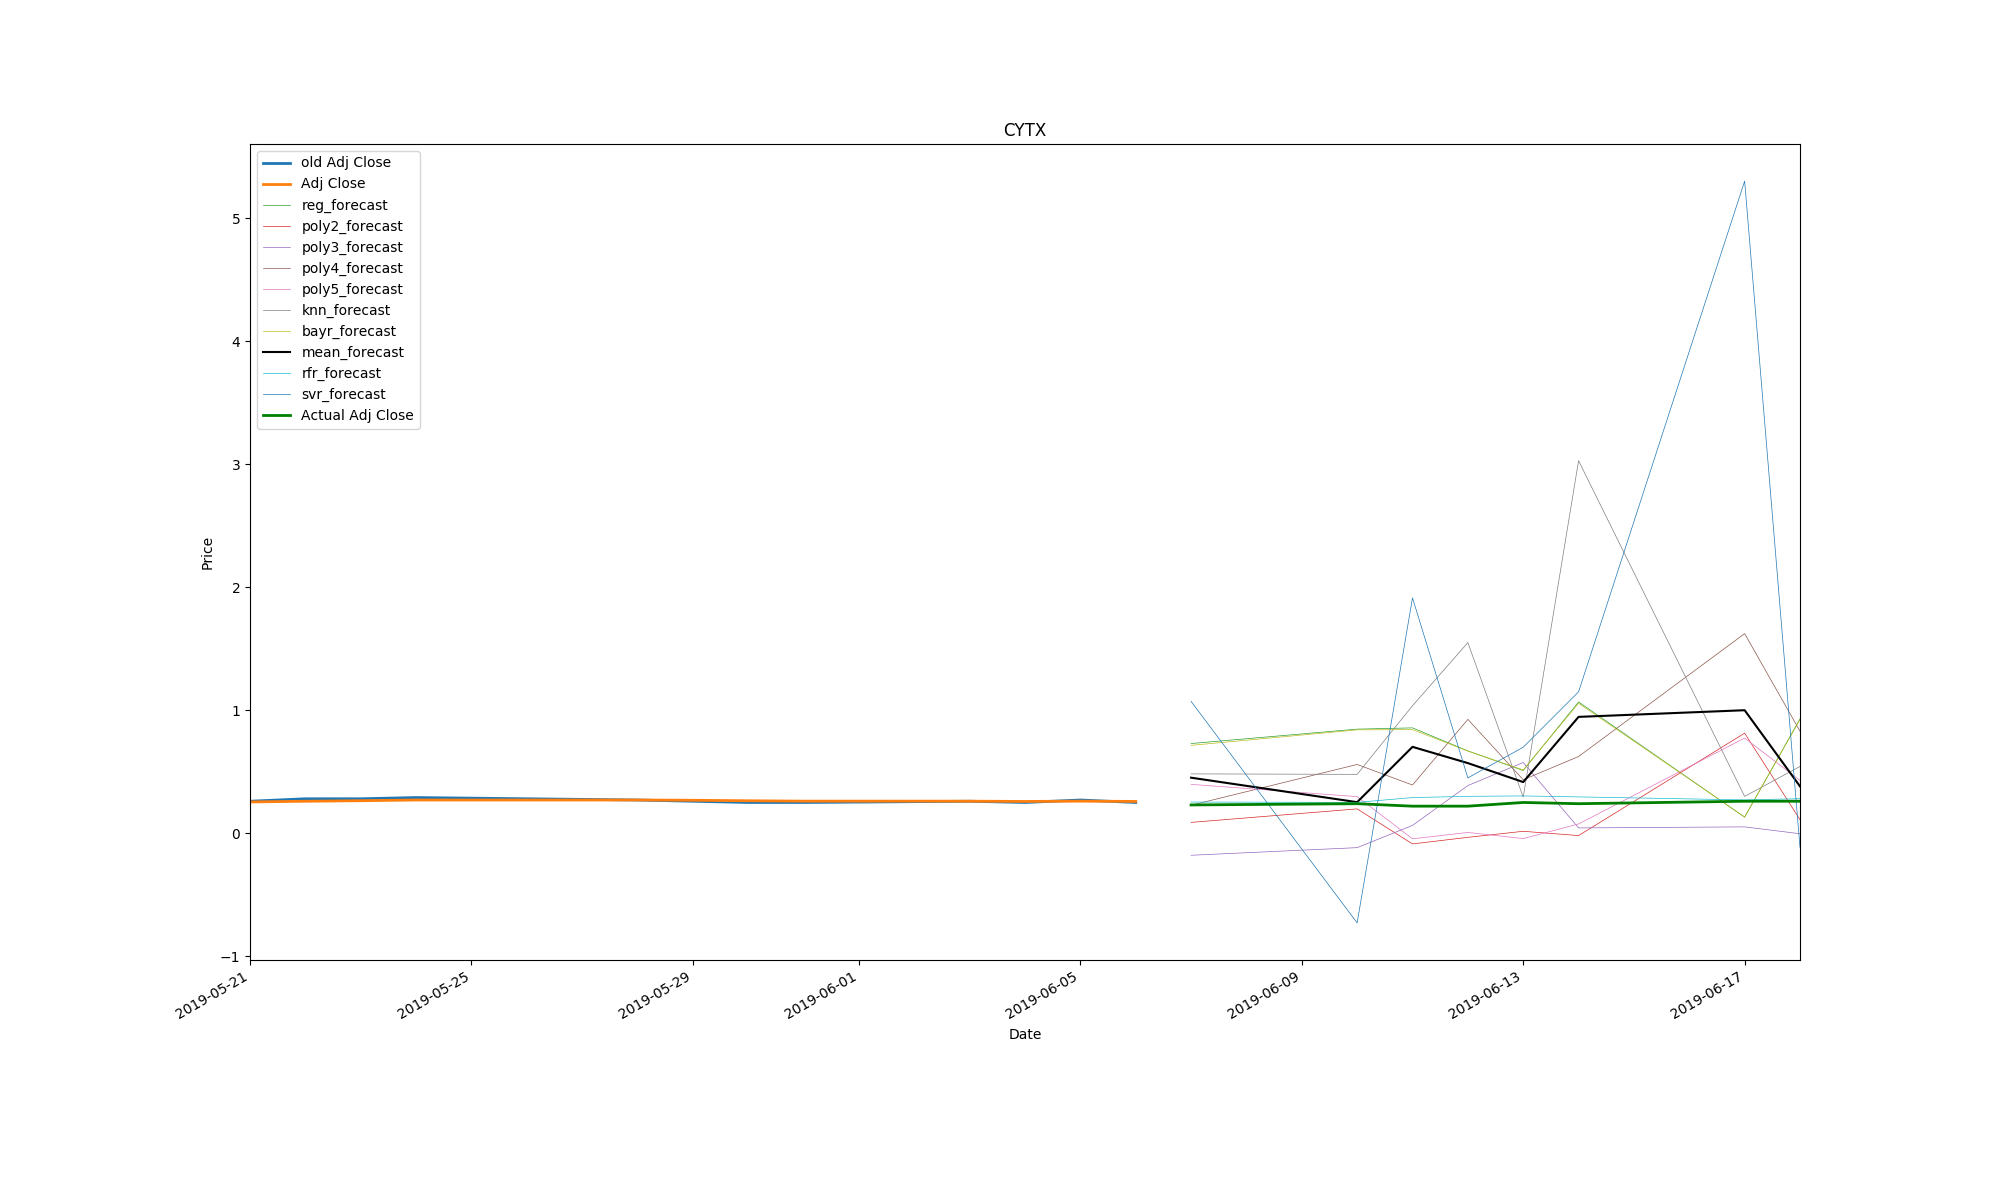 CYTX
old Adj Close
Adj Close
reg_forecast
poly2_forecast
poly3_forecast
poly4_forecast
poly5_forecast
knn_forecast
bayr_forecast
mean_forecast
rfr_forecast
svr_forecast
Actual Adj Close
5
4
3
2
1
0
−1
Price
2019-05-21
2019-05-25
2019-05-29
2019-06-01
2019-06-05
2019-06-09
2019-06-13
2019-06-17
Date